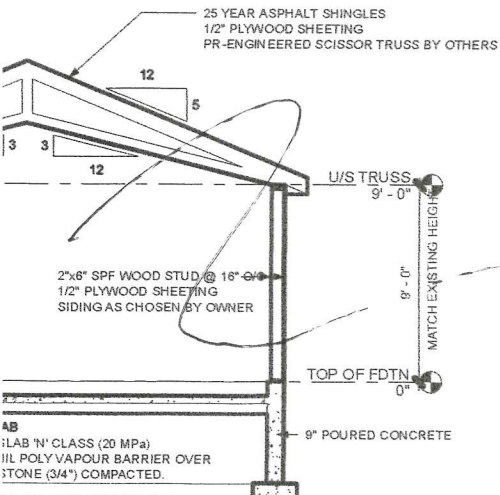 25 YEAR ASPHALT SHINGLES
1/2" PLYWOOD SHEETING
PR-ENGINEERED SCISSOR TRUSS BY OTHERS
12
5
3
3
12
U/S TRUSS
9' - 0"
2"x6" SPF WOOD STUD @ 16"
1/2" PLYWOOD SHEETING
SIDING AS CHOSEN BY OWNER
9' - 0"
MATCH EXISTING HEIGHT
TOP OF FDTN
0"
AB
SLAB 'N' CLASS (20 MPa)
IL POLY VAPOUR BARRIER OVER
STONE (3/4") COMPACTED.
9" POURED CONCRETE